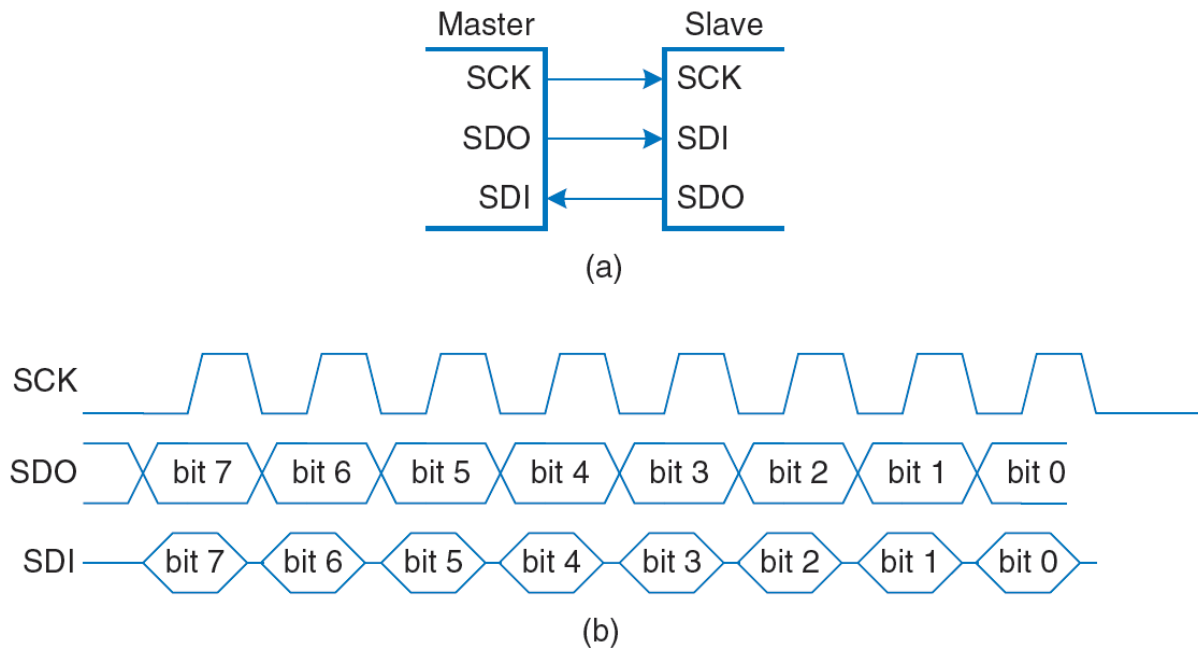 Master Slave
SCK SCK
SDO SDI
SDI SDO
(a)
SCK
SDO bit 7 bit 6 bit 5 bit 4 bit 3 bit 2 bit 1 bit 0
SDI bit 7 bit 6 bit 5 bit 4 bit 3 bit 2 bit 1 bit 0
(b)